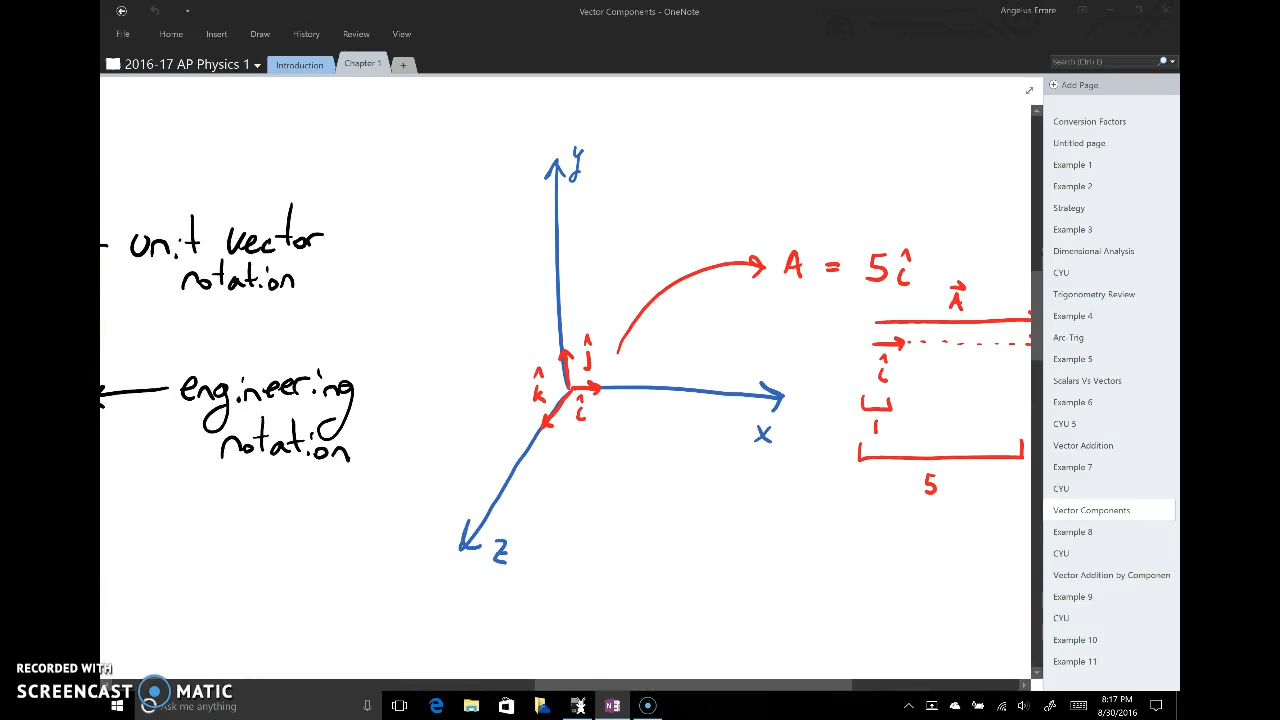 Vector Components - OneNote
Angelus Errare
File Home Insert Draw History Review View
2016-17 AP Physics 1
Introduction
Chapter 1
+
Search (Ctrl+E)
Add Page
Conversion Factors
Untitled page
Example 1
Example 2
Strategy
Example 3
Dimensional Analysis
CYU
Trigonometry Review
Example 4
Arc-Trig
Example 5
Scalars Vs Vectors
Example 6
CYU 5
Vector Addition
Example 7
CYU
Vector Components
Example 8
CYU
Vector Addition by Componen
Example 9
CYU
Example 10
Example 11
unit vector
notation
engineering
notation
y
x
z
ĵ
k̂
î
A = 5î
A⃗
î
1
5
RECORDED WITH
SCREENCAST MATIC
Ask me anything
8:17 PM
8/30/2016